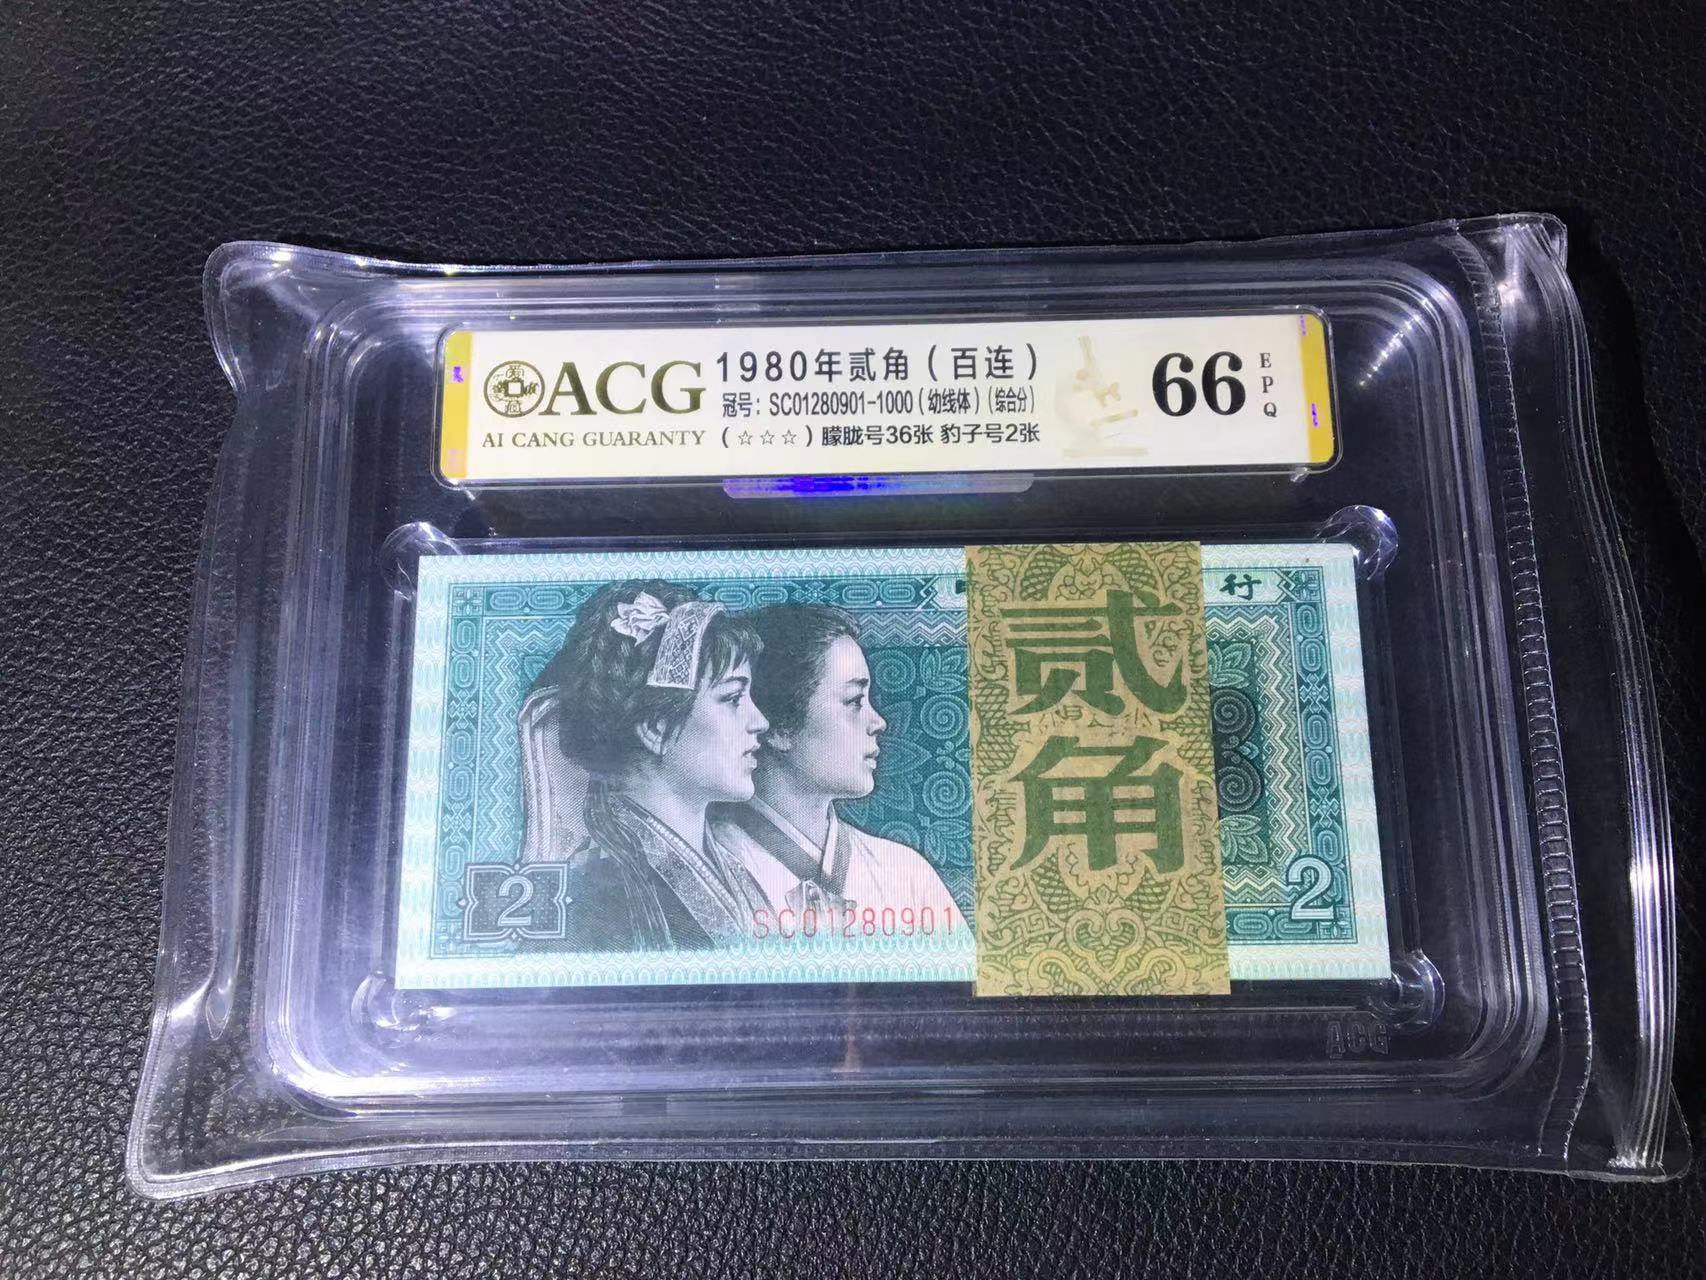 ACG
AI CANG GUARANTY
1980年贰角（百连）
冠号：SC01280901-1000（幼线体）（综合分）
（☆☆☆）朦胧号36张 豹子号2张
66
EPQ
行
贰角
2
SC01280901
2
ACG